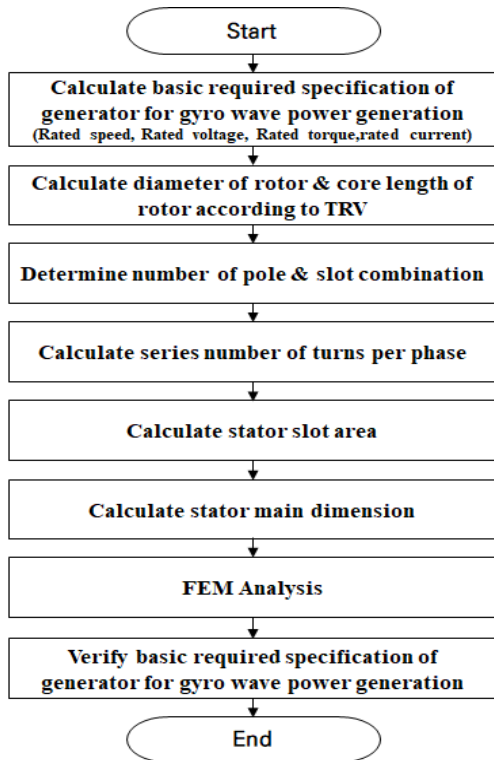 Start
Calculate basic required specification of
generator for gyro wave power generation
(Rated speed, Rated voltage, Rated torque,rated current)
Calculate diameter of rotor & core length of
rotor according to TRV
Determine number of pole & slot combination
Calculate series number of turns per phase
Calculate stator slot area
Calculate stator main dimension
FEM Analysis
Verify basic required specification of
generator for gyro wave power generation
End